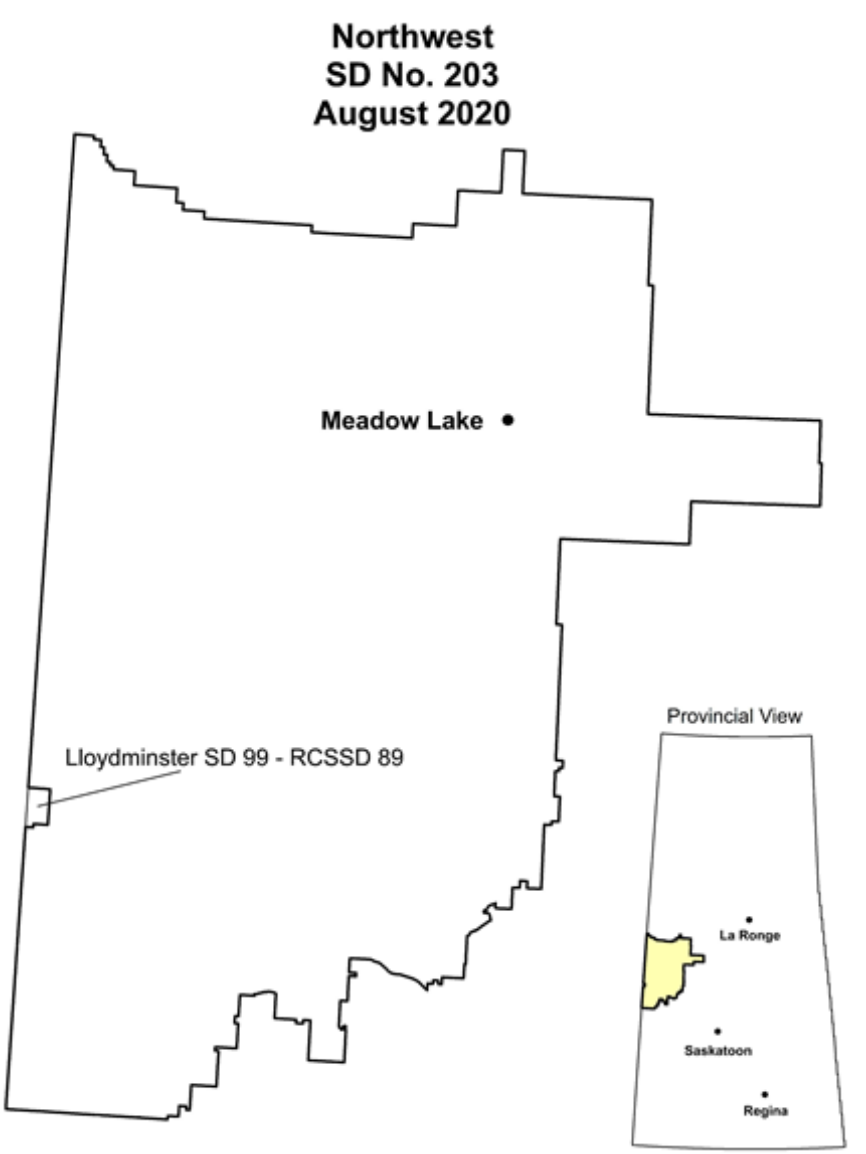 Northwest
SD No. 203
August 2020
Meadow Lake
Lloydminster SD 99 - RCSSD 89
Provincial View
La Ronge
Saskatoon
Regina